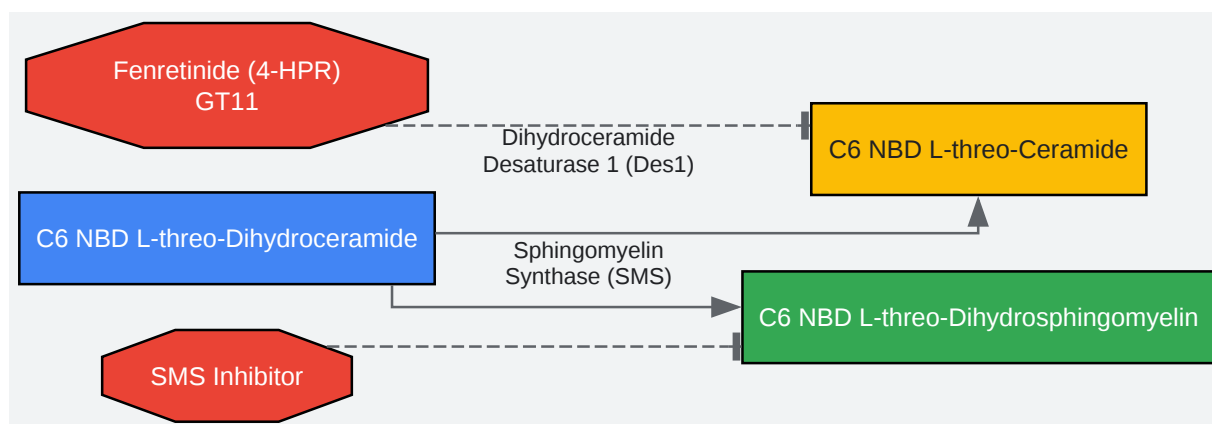 Fenretinide (4-HPR)
GT11
Dihydroceramide
Desaturase 1 (Des1)
C6 NBD L-threo-Ceramide
C6 NBD L-threo-Dihydroceramide
Sphingomyelin
Synthase (SMS)
C6 NBD L-threo-Dihydrosphingomyelin
SMS Inhibitor